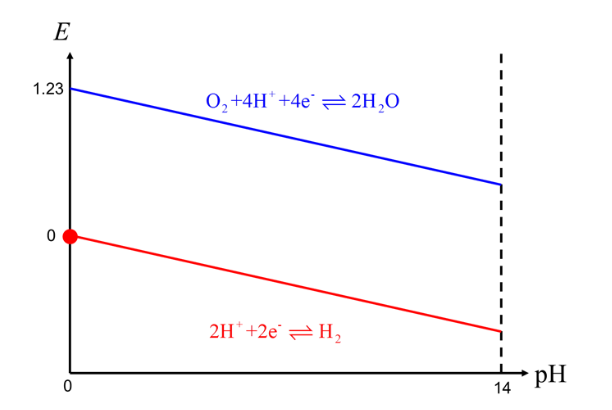 E
1.23
O₂+4H⁺+4e⁻ ⇌ 2H₂O
0
2H⁺+2e⁻ ⇌ H₂
pH
0
14